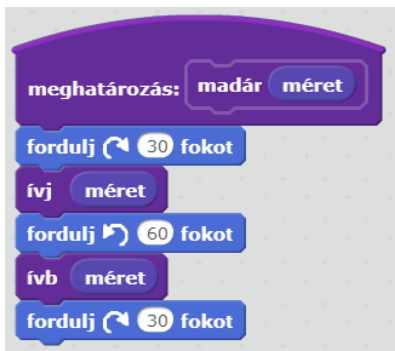 meghatározás: madár méret
fordulj 30 fokot
ívj méret
fordulj 60 fokot
ívb méret
fordulj 30 fokot